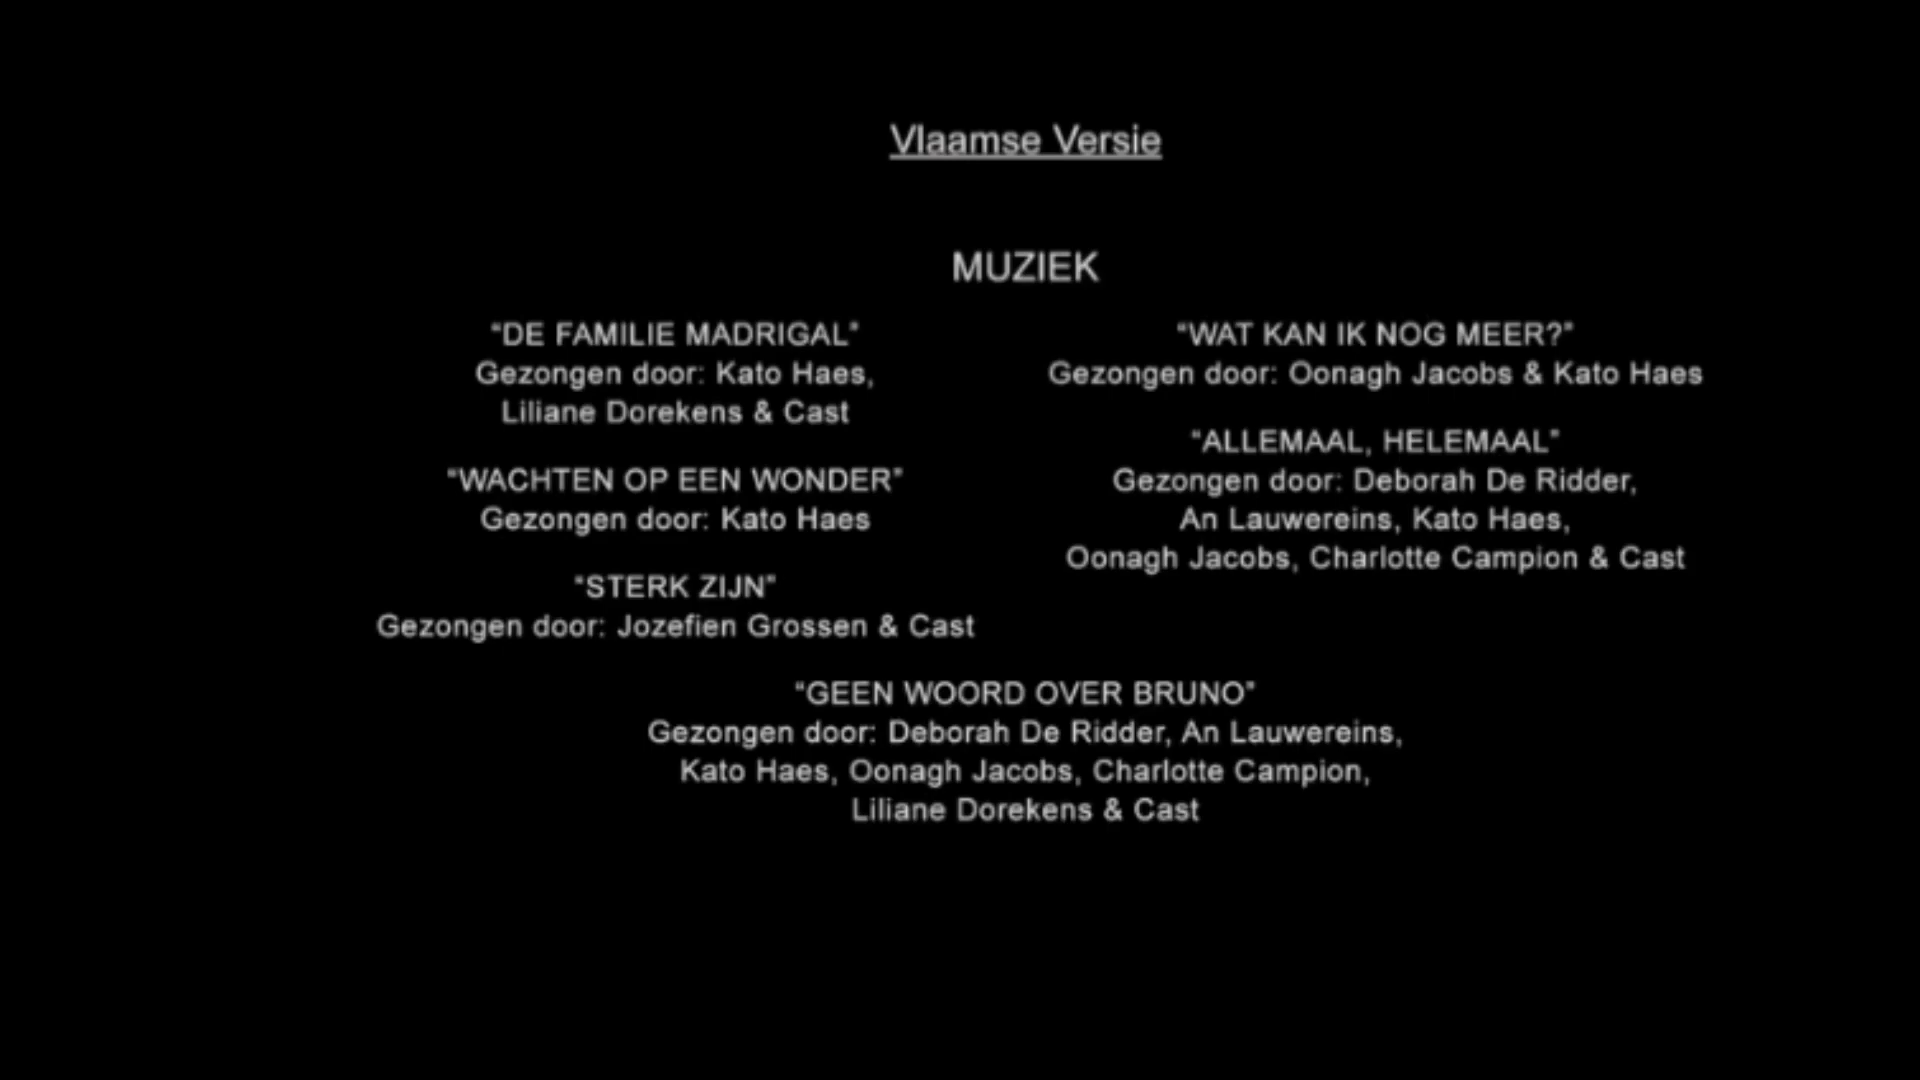 Vlaamse Versie
MUZIEK
“DE FAMILIE MADRIGAL”
Gezongen door: Kato Haes,
Liliane Dorekens & Cast
“WACHTEN OP EEN WONDER”
Gezongen door: Kato Haes
“STERK ZIJN”
Gezongen door: Jozefien Grossen & Cast
“WAT KAN IK NOG MEER?”
Gezongen door: Oonagh Jacobs & Kato Haes
“ALLEMAAL, HELEMAAL”
Gezongen door: Deborah De Ridder,
An Lauwereins, Kato Haes,
Oonagh Jacobs, Charlotte Campion & Cast
“GEEN WOORD OVER BRUNO”
Gezongen door: Deborah De Ridder, An Lauwereins,
Kato Haes, Oonagh Jacobs, Charlotte Campion,
Liliane Dorekens & Cast